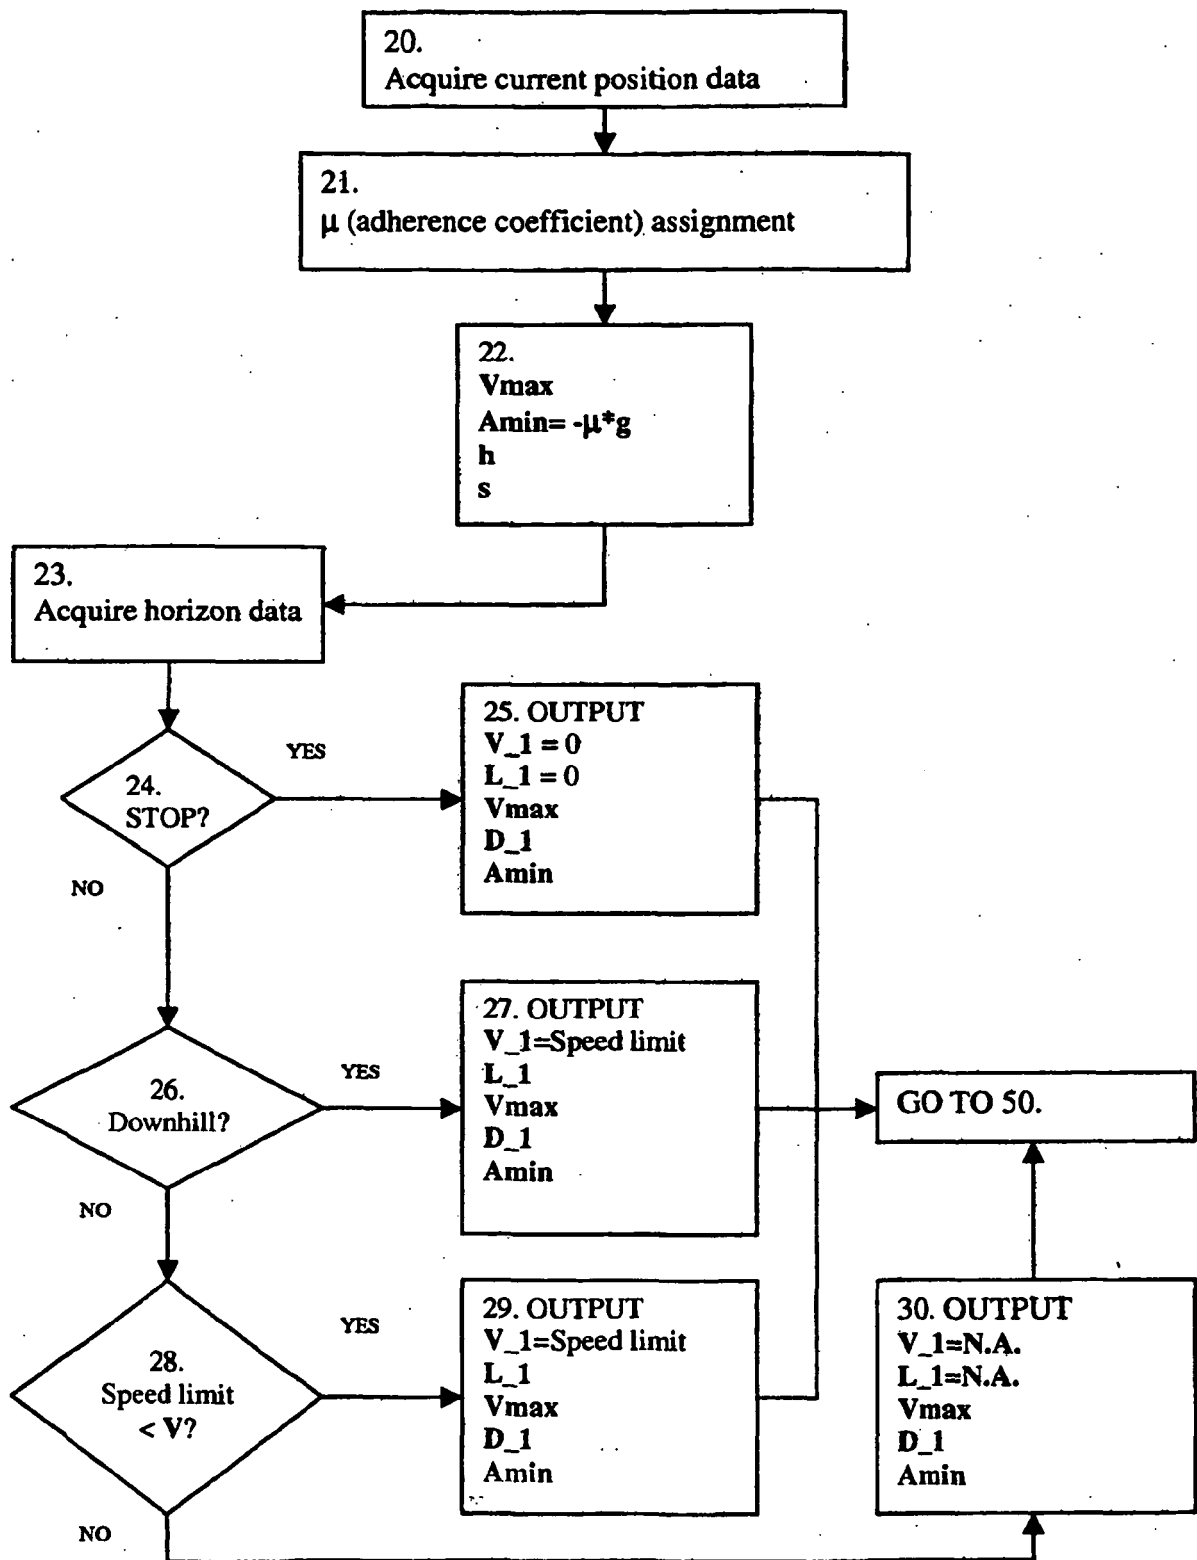 20.
Acquire current position data
21.
μ (adherence coefficient) assignment
22.
Vmax
Amin= -μ*g
h
s
23.
Acquire horizon data
24.
STOP?
YES
NO
25. OUTPUT
V_1 = 0
L_1 = 0
Vmax
D_1
Amin
26.
Downhill?
YES
NO
27. OUTPUT
V_1=Speed limit
L_1
Vmax
D_1
Amin
GO TO 50.
28.
Speed limit
< V?
YES
NO
29. OUTPUT
V_1=Speed limit
L_1
Vmax
D_1
Amin
30. OUTPUT
V_1=N.A.
L_1=N.A.
Vmax
D_1
Amin